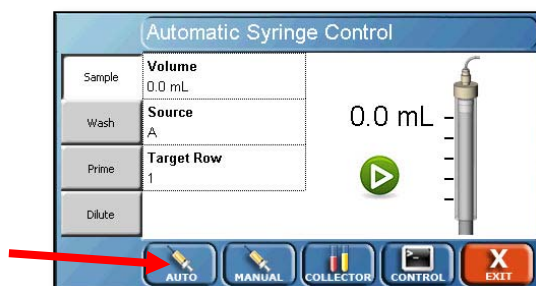 Automatic Syringe Control
Sample
Volume
0.0 mL
Wash
Source
A
0.0 mL
Prime
Target Row
1
Dilute
AUTO
MANUAL
COLLECTOR
CONTROL
EXIT